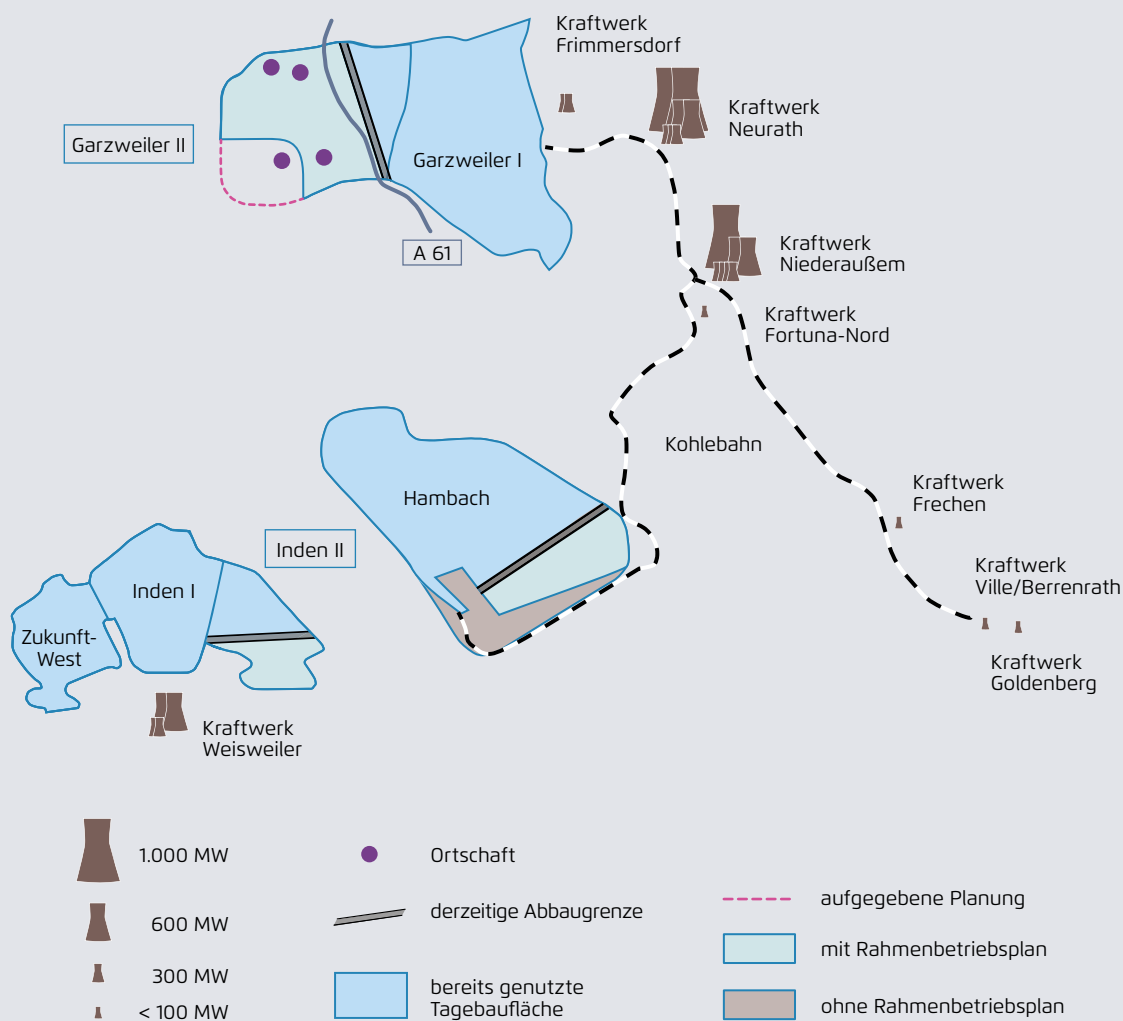 Kraftwerk
Frimmersdorf
Kraftwerk
Neurath
Garzweiler II
Garzweiler I
A 61
Kraftwerk
Niederaußem
Kraftwerk
Fortuna-Nord
Kohlebahn
Hambach
Kraftwerk
Frechen
Inden II
Inden I
Kraftwerk
Ville/Berrenrath
Zukunft-
West
Kraftwerk
Goldenberg
Kraftwerk
Weisweiler
1.000 MW
600 MW
300 MW
< 100 MW
Ortschaft
derzeitige Abbaugrenze
bereits genutzte
Tagebaufläche
aufgegebene Planung
mit Rahmenbetriebsplan
ohne Rahmenbetriebsplan